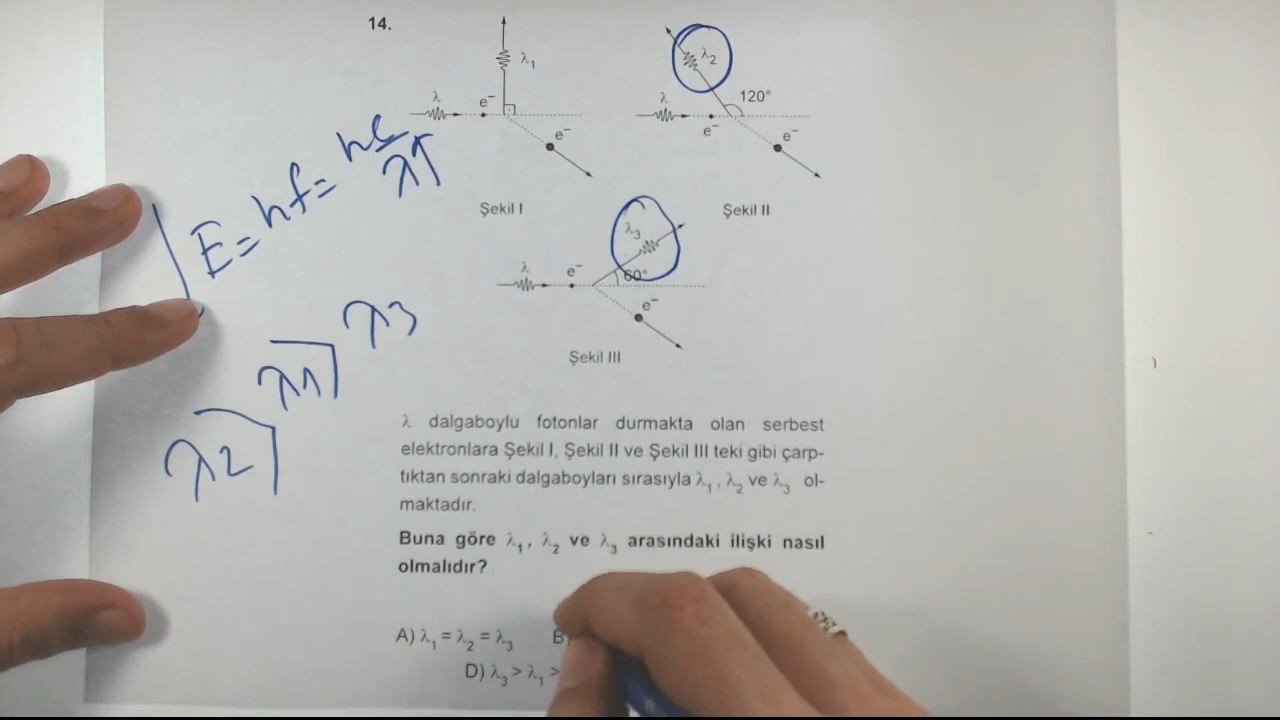 14.
λ₁
λ
e⁻
e⁻
Şekil I
λ₂
120°
λ
e⁻
e⁻
Şekil II
λ₃
λ
e⁻
60°
e⁻
Şekil III
E=hf=hc/λ↑
λ2 > λ1 > λ3
λ dalgaboylu fotonlar durmakta olan serbest
elektronlara Şekil I, Şekil II ve Şekil III teki gibi çarp-
tıktan sonraki dalgaboyları sırasıyla λ₁, λ₂ ve λ₃ ol-
maktadır.
Buna göre λ₁, λ₂ ve λ₃ arasındaki ilişki nasıl
olmalıdır?
A) λ₁ = λ₂ = λ₃ B)
D) λ₃ > λ₁ >